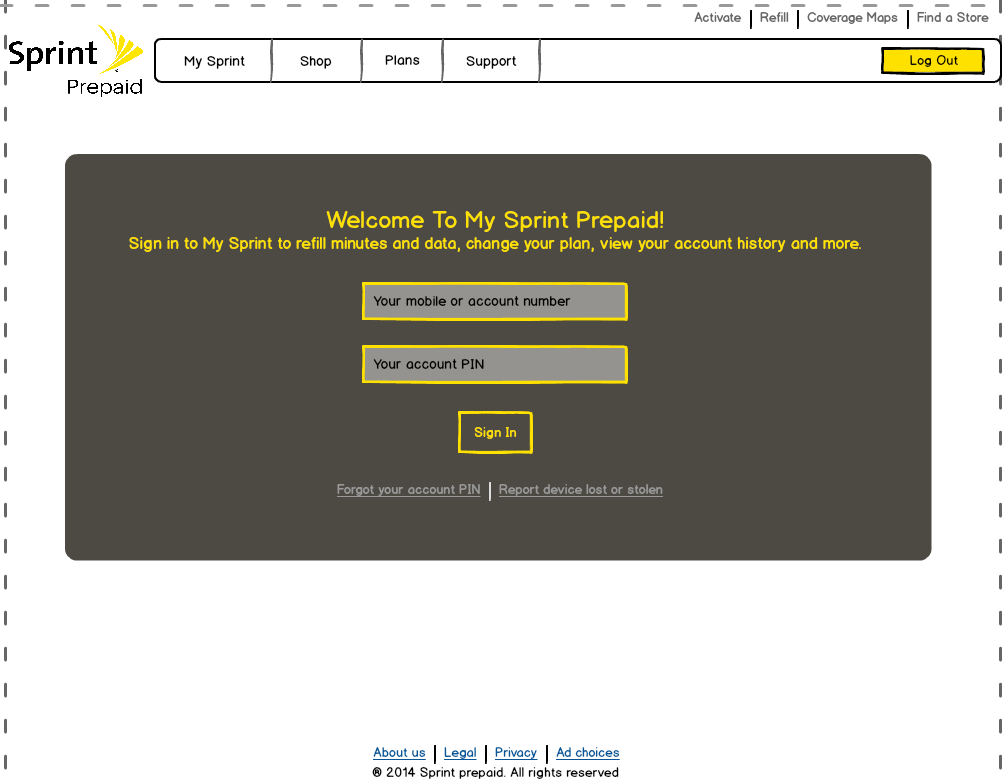 Activate | Refill | Coverage Maps | Find a Store
Sprint
Prepaid
My Sprint Shop Plans Support Log Out
Welcome To My Sprint Prepaid!
Sign in to My Sprint to refill minutes and data, change your plan, view your account history and more.
Your mobile or account number
Your account PIN
Sign In
Forgot your account PIN | Report device lost or stolen
About us | Legal | Privacy | Ad choices
® 2014 Sprint prepaid. All rights reserved